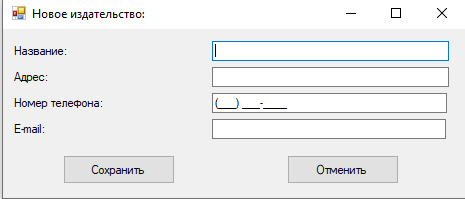 Новое издательство:
Название:
Адрес:
Номер телефона: (___) ___-____
E-mail:
Сохранить Отменить